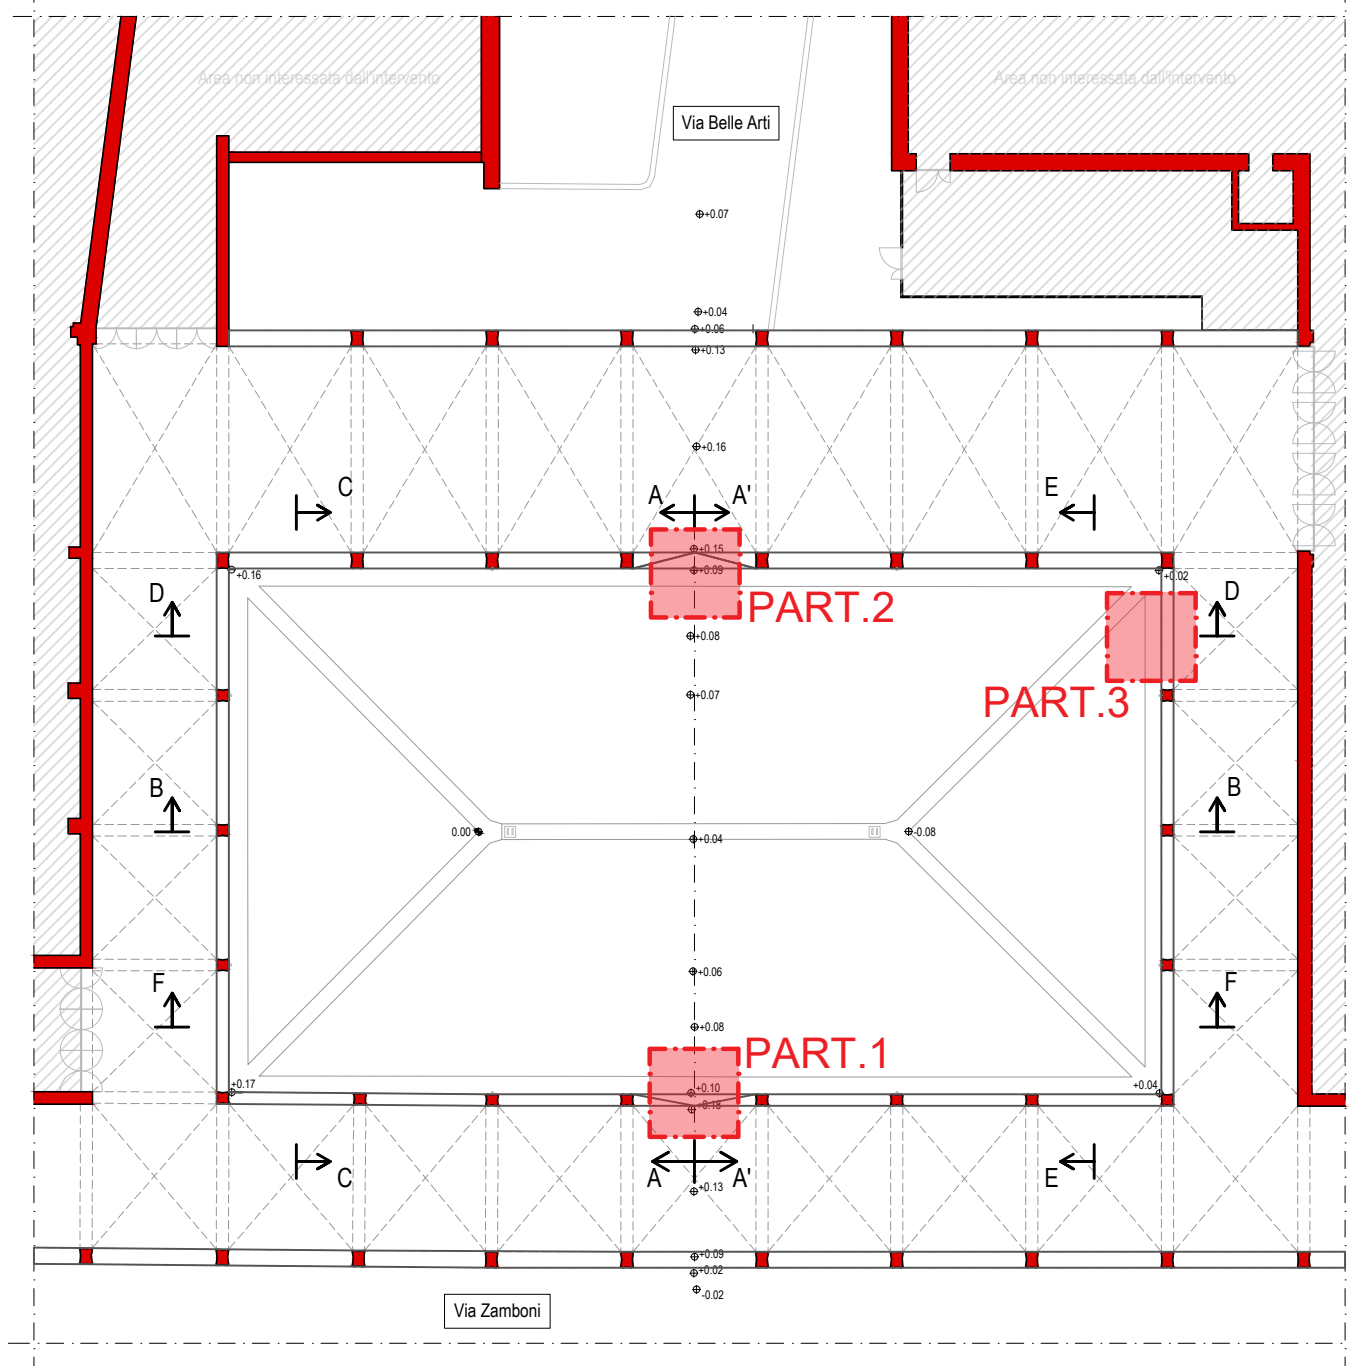 Area non interessata dall'intervento
Area non interessata dall'intervento
Via Belle Arti
+0.07
+0.04
+0.06
+0.13
+0.16
C
A
A'
E
+0.15
+0.16
+0.09
+0.02
D
PART.2
D
+0.08
+0.07
PART.3
B
B
0.00
+0.04
-0.08
+0.06
F
F
+0.08
PART.1
+0.17
+0.10
+0.04
+0.18
C
A
A'
E
+0.13
+0.09
+0.02
-0.02
Via Zamboni